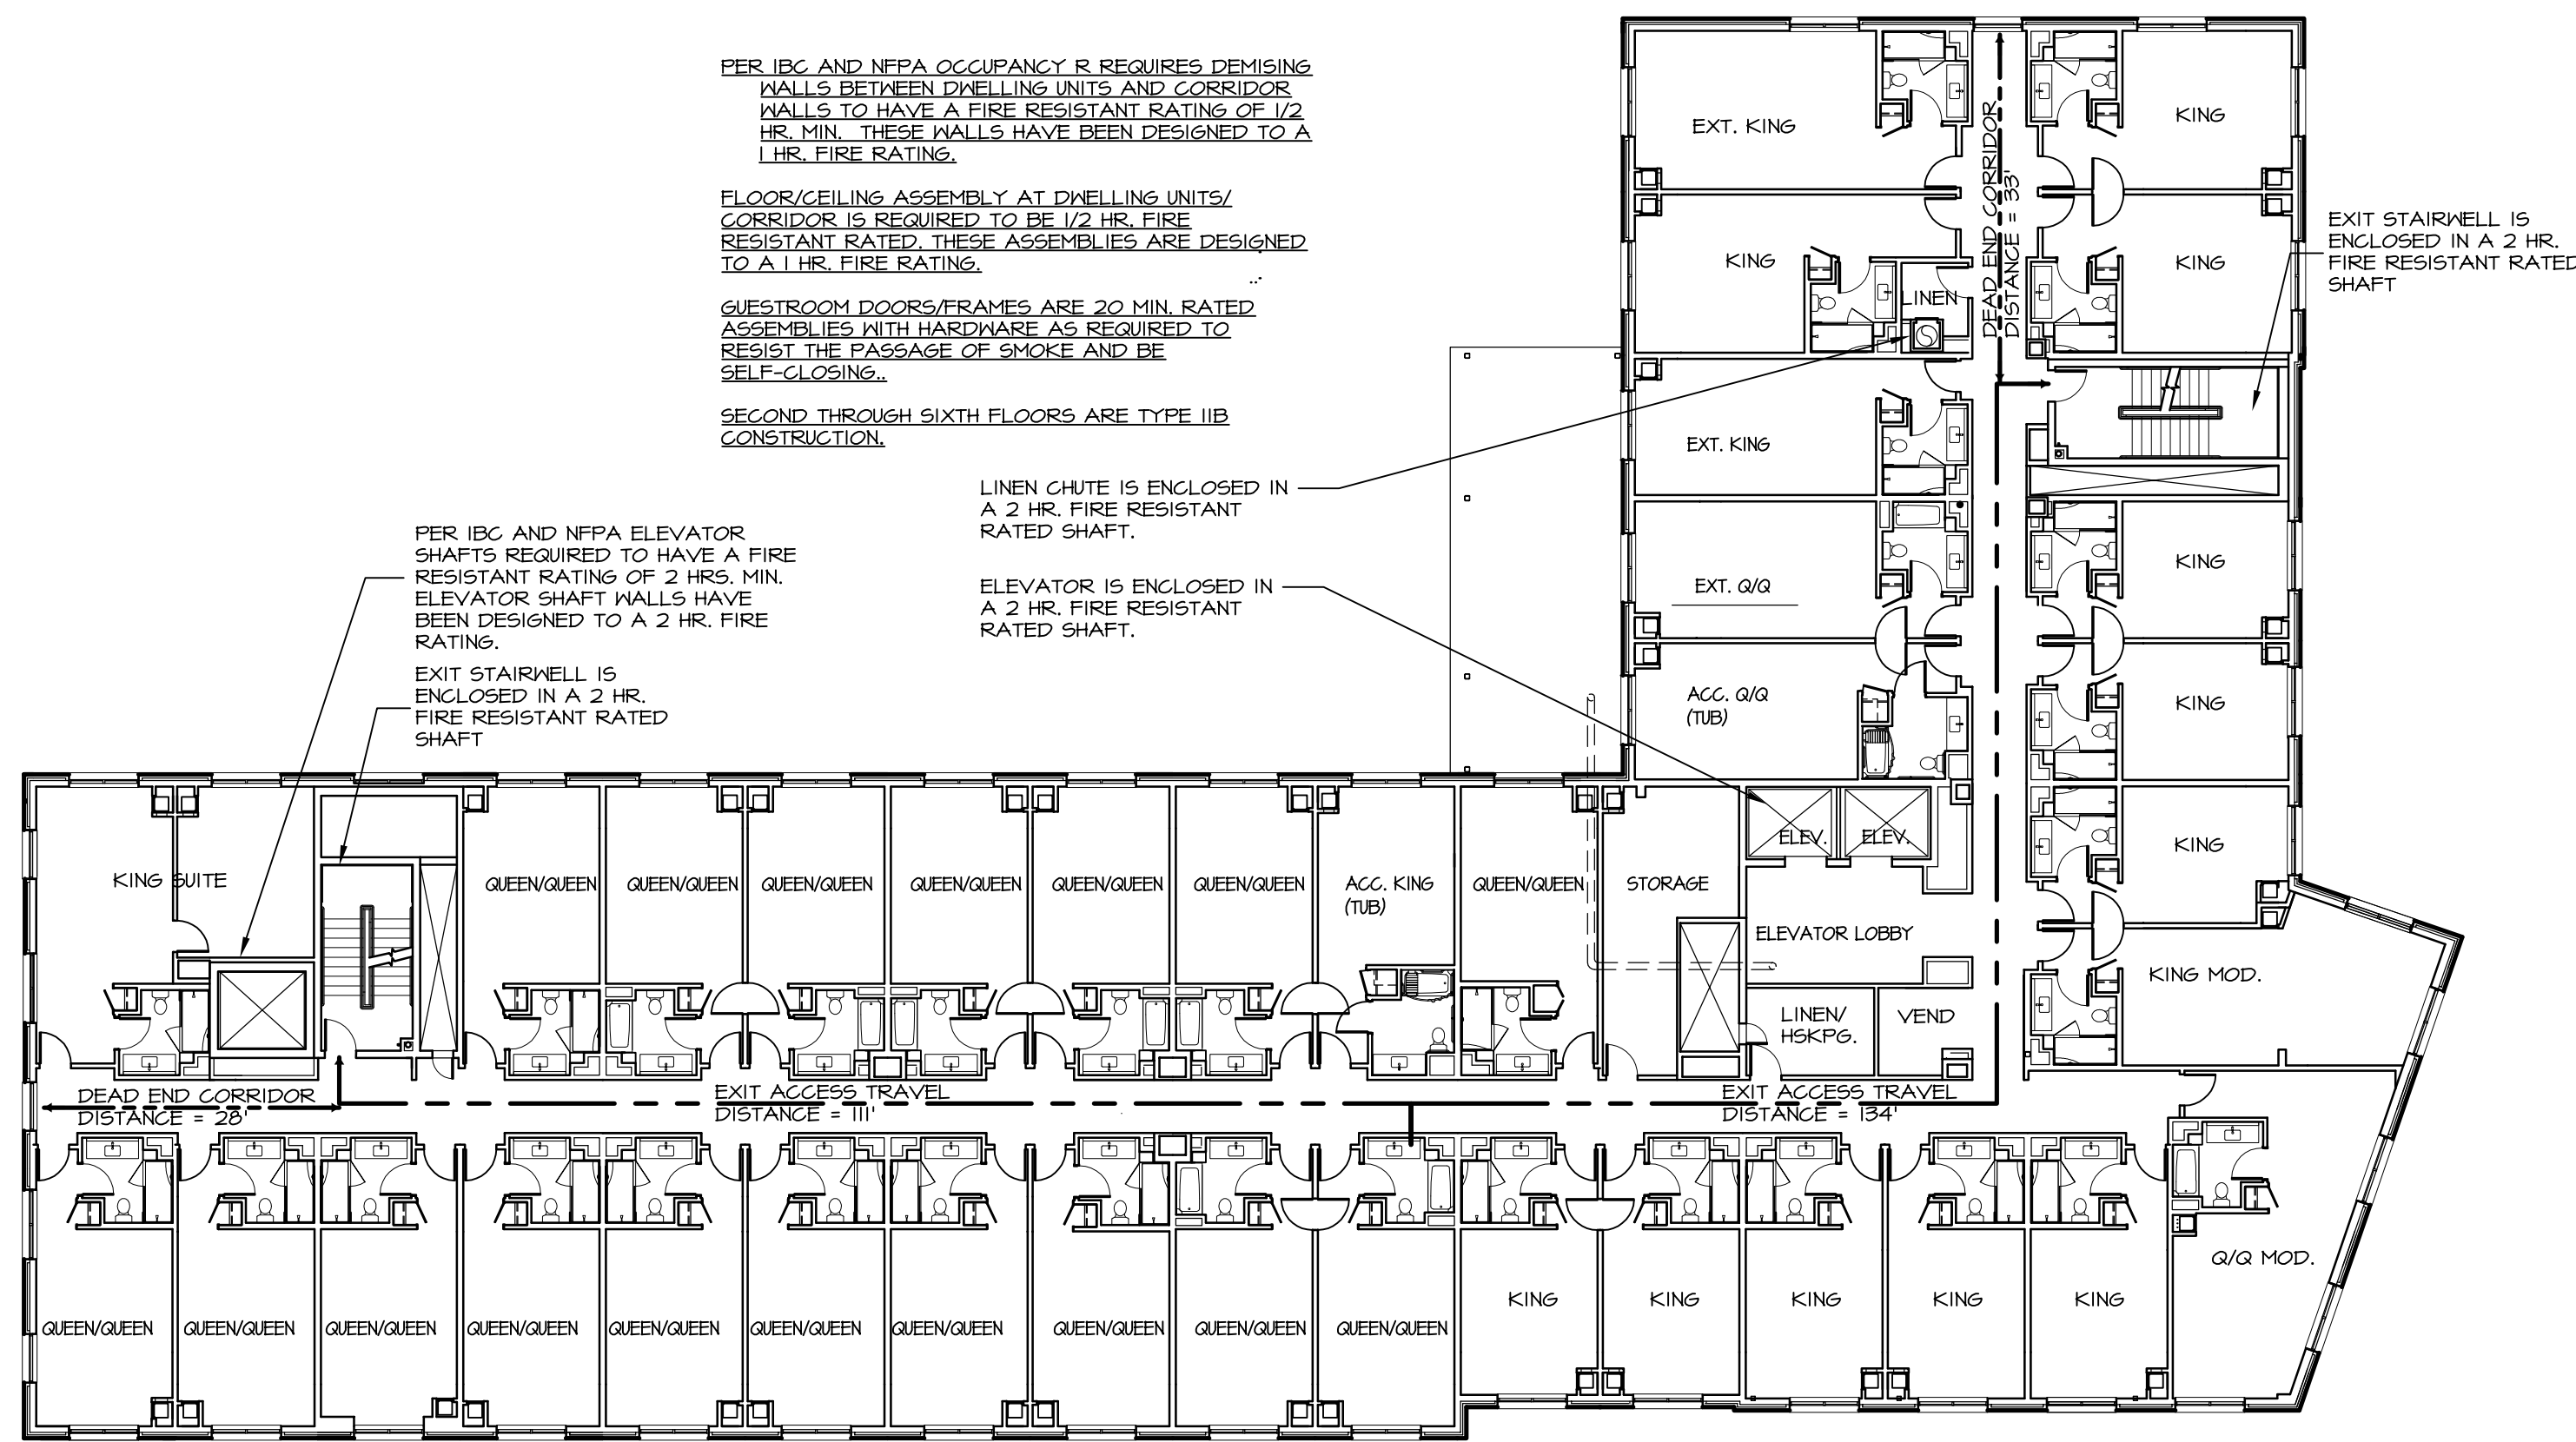 PER IBC AND NFPA OCCUPANCY R REQUIRES DEMISING
WALLS BETWEEN DWELLING UNITS AND CORRIDOR
WALLS TO HAVE A FIRE RESISTANT RATING OF 1/2
HR. MIN. THESE WALLS HAVE BEEN DESIGNED TO A
1 HR. FIRE RATING.
FLOOR/CEILING ASSEMBLY AT DWELLING UNITS/
CORRIDOR IS REQUIRED TO BE 1/2 HR. FIRE
RESISTANT RATED. THESE ASSEMBLIES ARE DESIGNED
TO A 1 HR. FIRE RATING.
GUESTROOM DOORS/FRAMES ARE 20 MIN. RATED
ASSEMBLIES WITH HARDWARE AS REQUIRED TO
RESIST THE PASSAGE OF SMOKE AND BE
SELF-CLOSING..
SECOND THROUGH SIXTH FLOORS ARE TYPE IIB
CONSTRUCTION.
LINEN CHUTE IS ENCLOSED IN
A 2 HR. FIRE RESISTANT
RATED SHAFT.
ELEVATOR IS ENCLOSED IN
A 2 HR. FIRE RESISTANT
RATED SHAFT.
PER IBC AND NFPA ELEVATOR
SHAFTS REQUIRED TO HAVE A FIRE
RESISTANT RATING OF 2 HRS. MIN.
ELEVATOR SHAFT WALLS HAVE
BEEN DESIGNED TO A 2 HR. FIRE
RATING.
EXIT STAIRWELL IS
ENCLOSED IN A 2 HR.
FIRE RESISTANT RATED
SHAFT
EXT. KING
KING
DEAD END CORRIDOR
DISTANCE = 33'
EXIT STAIRWELL IS
ENCLOSED IN A 2 HR.
FIRE RESISTANT RATED
SHAFT
KING
KING
LINEN
EXT. KING
EXT. Q/Q
KING
ACC. Q/Q
(TUB)
KING
ELEV.
ELEV.
KING
KING SUITE
QUEEN/QUEEN
QUEEN/QUEEN
QUEEN/QUEEN
QUEEN/QUEEN
QUEEN/QUEEN
QUEEN/QUEEN
ACC. KING
(TUB)
QUEEN/QUEEN
STORAGE
ELEVATOR LOBBY
KING MOD.
LINEN/
HSKPG.
VEND
DEAD END CORRIDOR
DISTANCE = 28'
EXIT ACCESS TRAVEL
DISTANCE = 111'
EXIT ACCESS TRAVEL
DISTANCE = 134'
Q/Q MOD.
QUEEN/QUEEN
QUEEN/QUEEN
QUEEN/QUEEN
QUEEN/QUEEN
QUEEN/QUEEN
QUEEN/QUEEN
QUEEN/QUEEN
QUEEN/QUEEN
QUEEN/QUEEN
QUEEN/QUEEN
KING
KING
KING
KING
KING